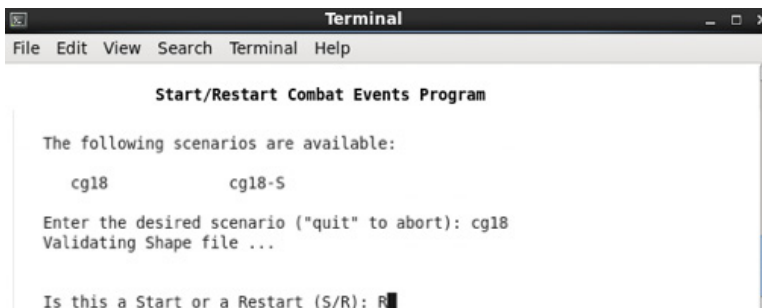 Terminal
File Edit View Search Terminal Help
Start/Restart Combat Events Program
The following scenarios are available:
cg18 cg18-S
Enter the desired scenario ("quit" to abort): cg18
Validating Shape file ...
Is this a Start or a Restart (S/R): R